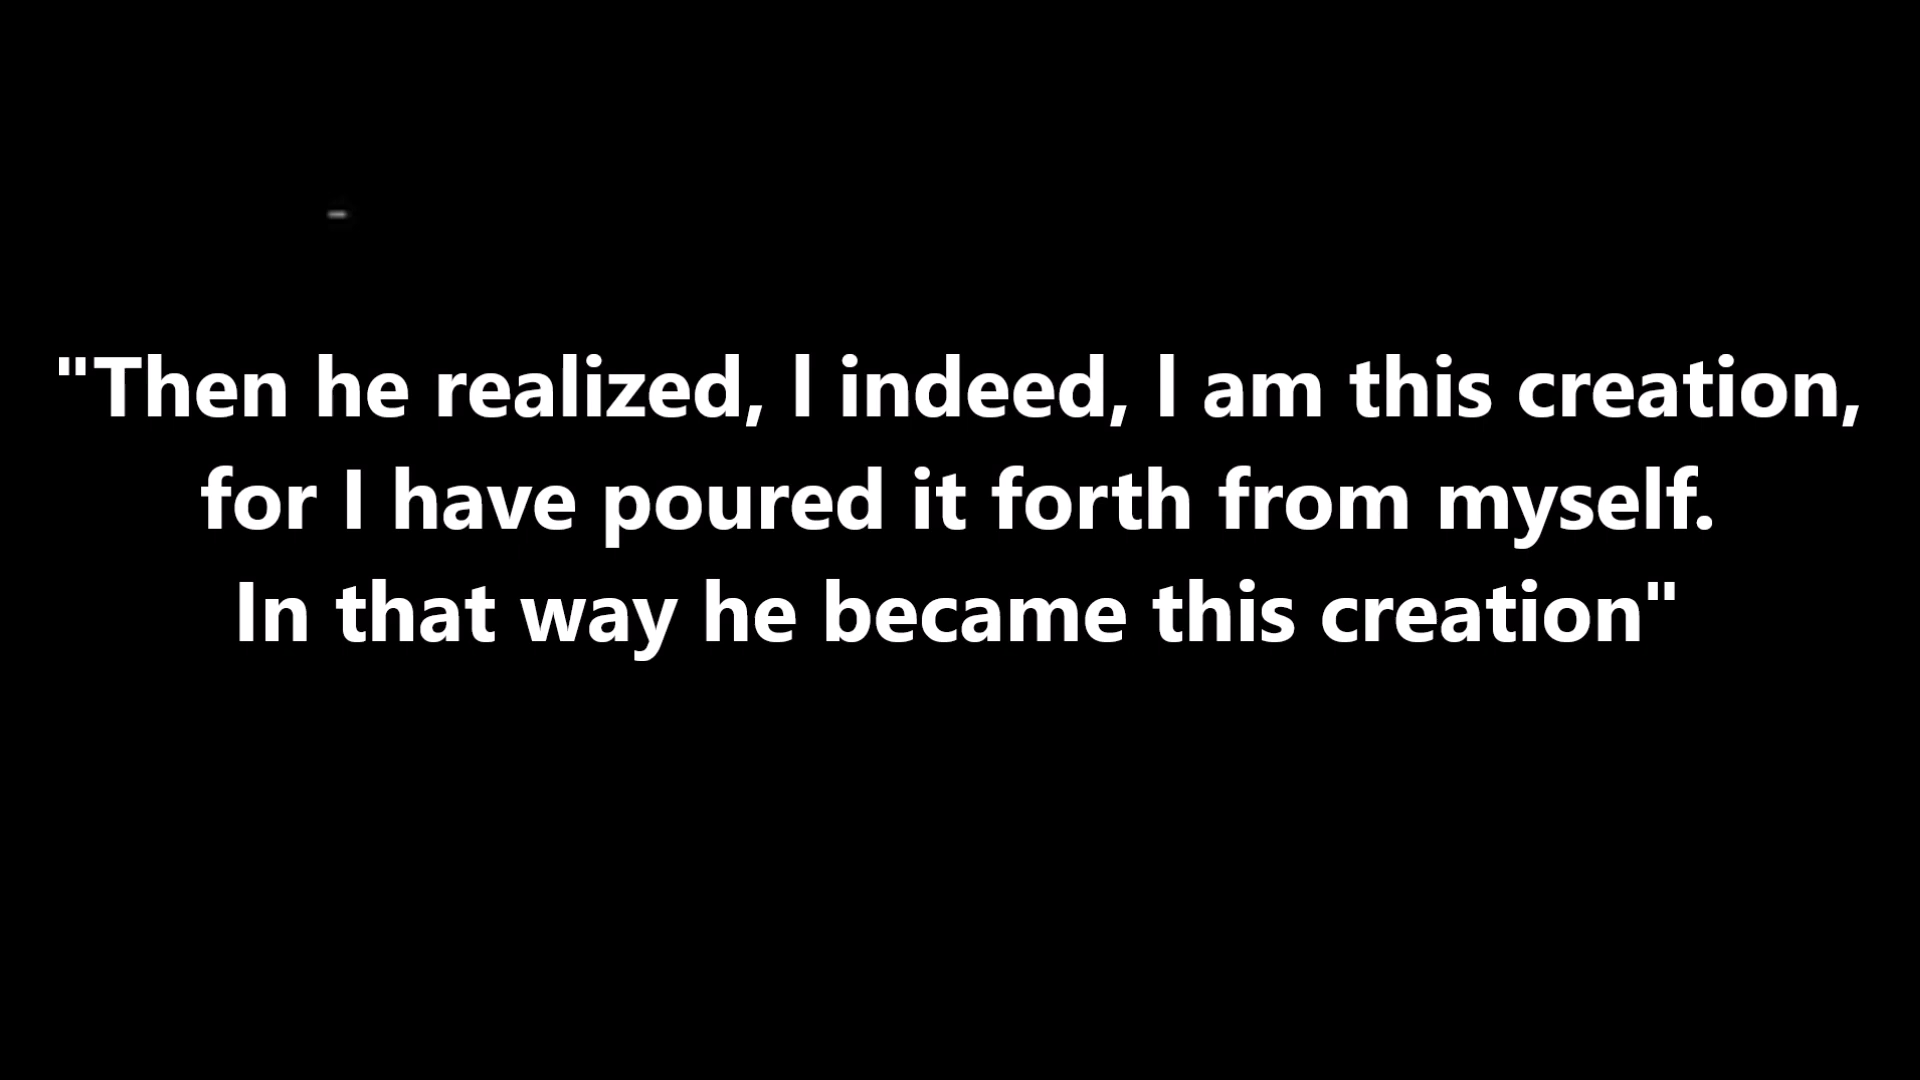 "Then he realized, I indeed, I am this creation,
for I have poured it forth from myself.
In that way he became this creation"